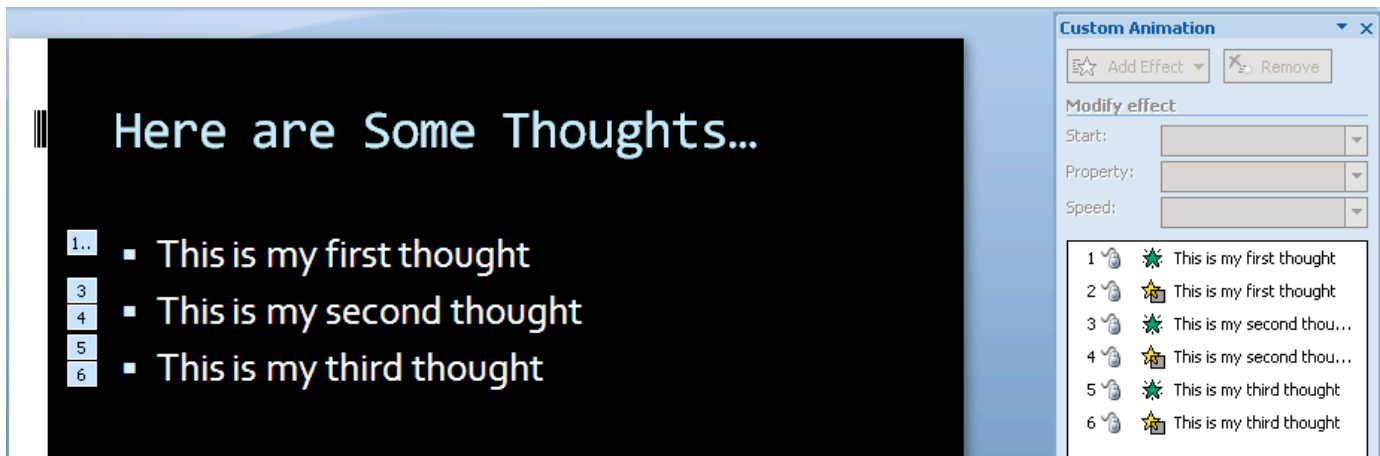 Custom Animation
Add Effect
Remove
Modify effect
Start:
Property:
Speed:
Here are Some Thoughts…
1..
▪ This is my first thought
3
4
▪ This is my second thought
5
6
▪ This is my third thought
1 This is my first thought
2 This is my first thought
3 This is my second thou...
4 This is my second thou...
5 This is my third thought
6 This is my third thought